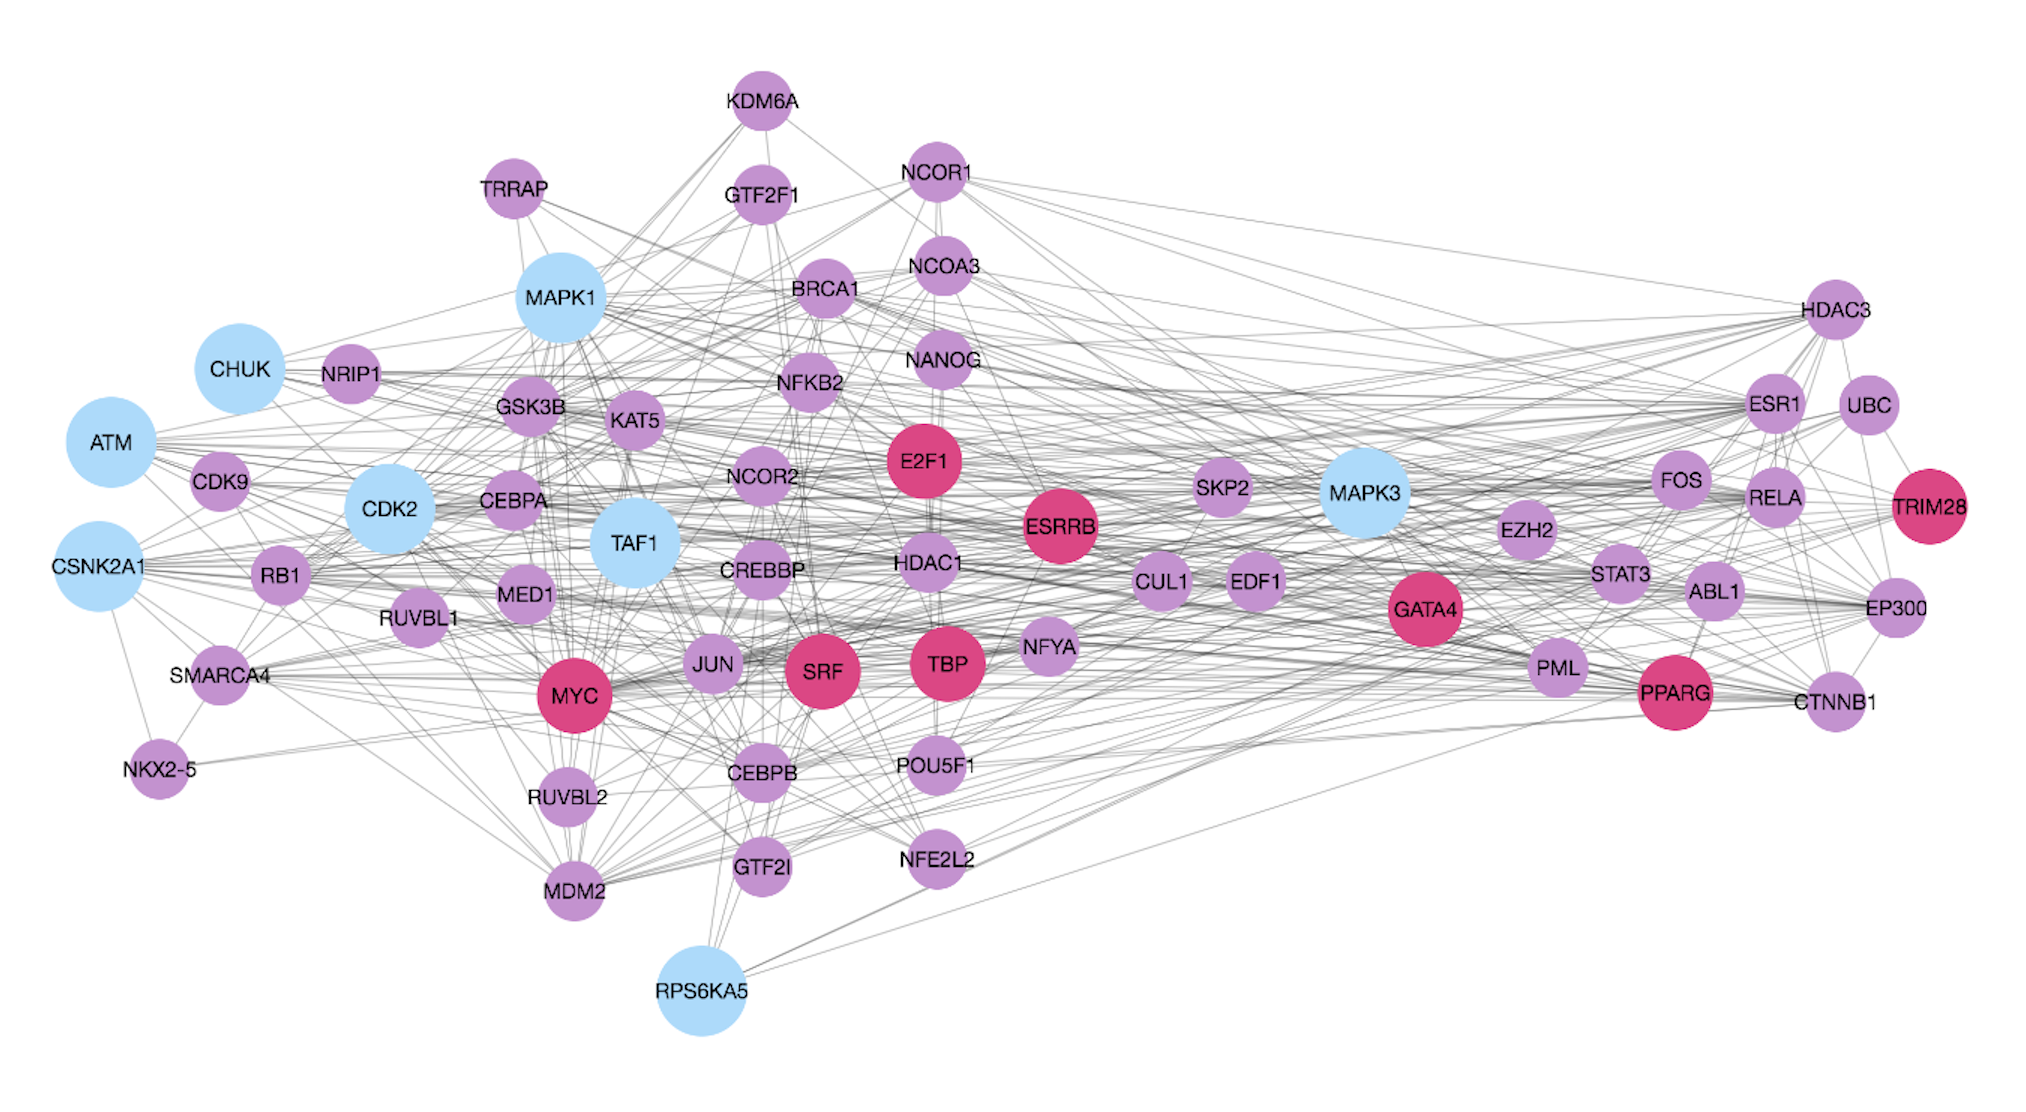 KDM6A
NCOR1
TRRAP
GTF2F1
NCOA3
BRCA1
MAPK1
HDAC3
CHUK
NRIP1
NANOG
NFKB2
GSK3B
KAT5
ESR1
UBC
ATM
E2F1
CDK9
NCOR2
SKP2
MAPK3
FOS
RELA
CEBPA
CDK2
TRIM28
ESRRB
EZH2
TAF1
CSNK2A1
RB1
CREBBP
HDAC1
CUL1
EDF1
STAT3
ABL1
MED1
RUVBL1
GATA4
EP300
NFYA
SMARCA4
JUN
SRF
TBP
PML
MYC
PPARG
CTNNB1
NKX2-5
CEBPB
POU5F1
RUVBL2
GTF2I
NFE2L2
MDM2
RPS6KA5